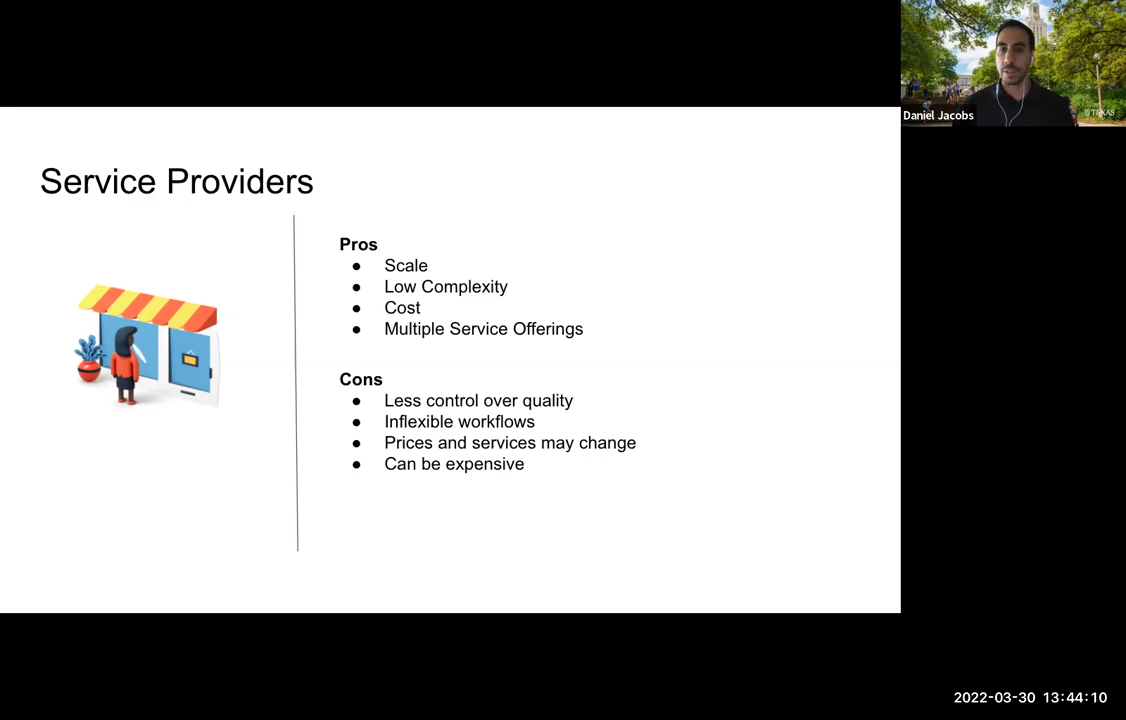 Service Providers
Pros
● Scale
● Low Complexity
● Cost
● Multiple Service Offerings
Cons
● Less control over quality
● Inflexible workflows
● Prices and services may change
● Can be expensive
Daniel Jacobs
TEXAS
2022-03-30 13:44:10